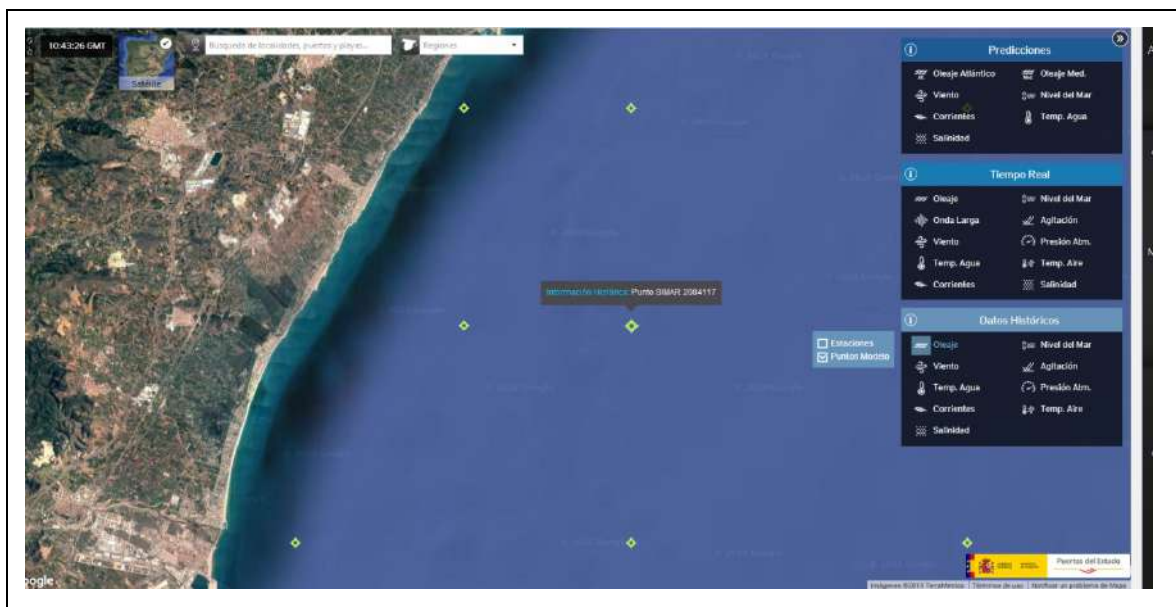 10:43:26 GMT
Satélite
Búsqueda de localidades, puertos y playas...
Regiones
Predicciones
Oleaje Atlántico
Oleaje Med.
Viento
Nivel del Mar
Corrientes
Temp. Agua
Salinidad
Tiempo Real
Oleaje
Nivel del Mar
Onda Larga
Agitación
Viento
Presión Atm.
Temp. Agua
Temp. Aire
Corrientes
Salinidad
Información Histórica: Punto SIMAR 2084117
Datos Históricos
Estaciones
Puntos Modelo
Oleaje
Nivel del Mar
Viento
Agitación
Temp. Agua
Presión Atm.
Corrientes
Temp. Aire
Salinidad
Puertos del Estado
Imágenes ©2019 TerraMetrics
Términos de uso
Notificar un problema de Maps